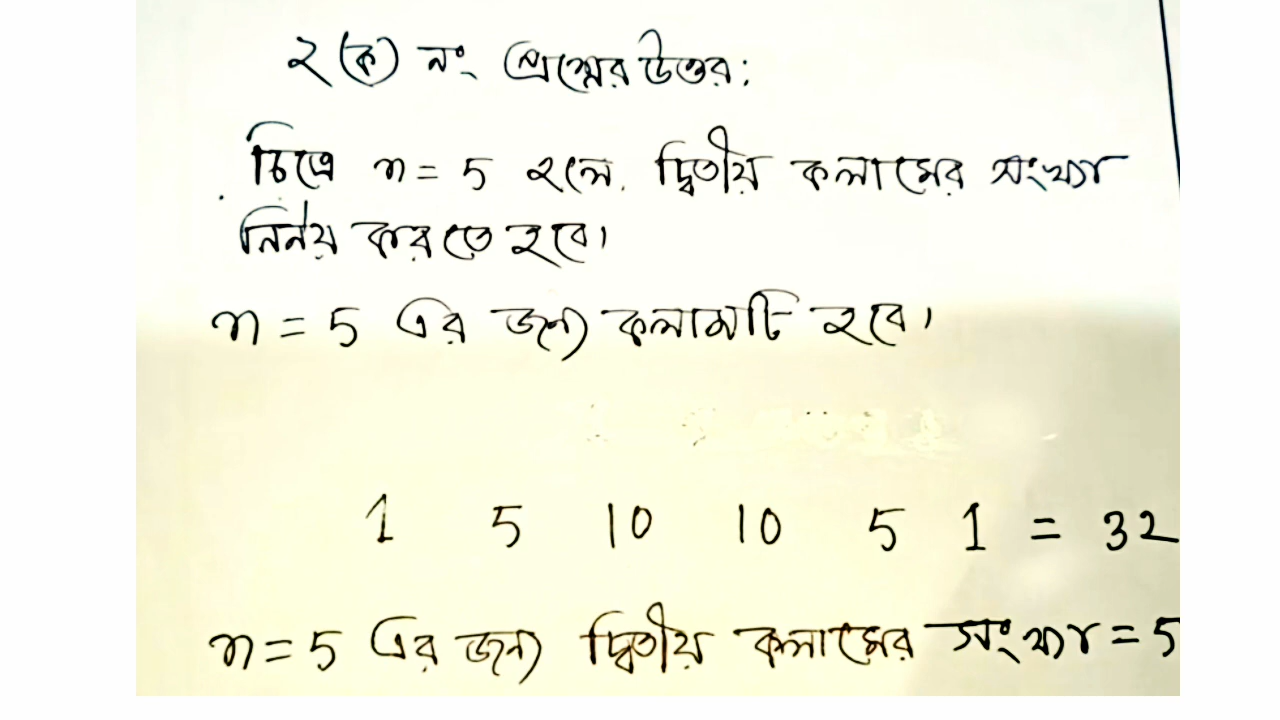 ২ (ক) নং প্রশ্নের উত্তর:
চিত্রে n = 5 হলে. দ্বিতীয় কলামের সংখ্যা
নির্নয় করতে হবে।
n = 5 এর জন্য কলামটি হবে।
1 5 10 10 5 1 = 32
n = 5 এর জন্য দ্বিতীয় কলামের সংখ্যা = 5